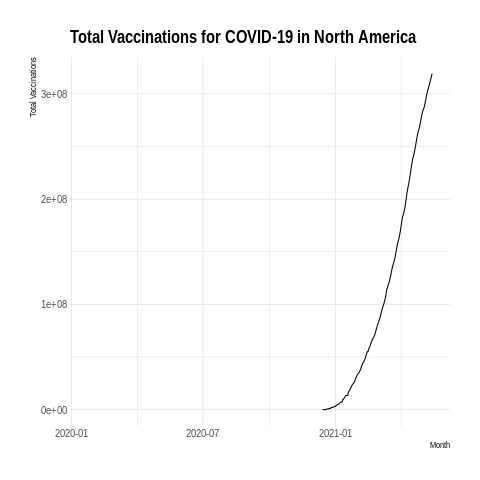 Total Vaccinations for COVID-19 in North America
Total Vaccinations
3e+08
2e+08
1e+08
0e+00
2020-01 2020-07 2021-01
Month